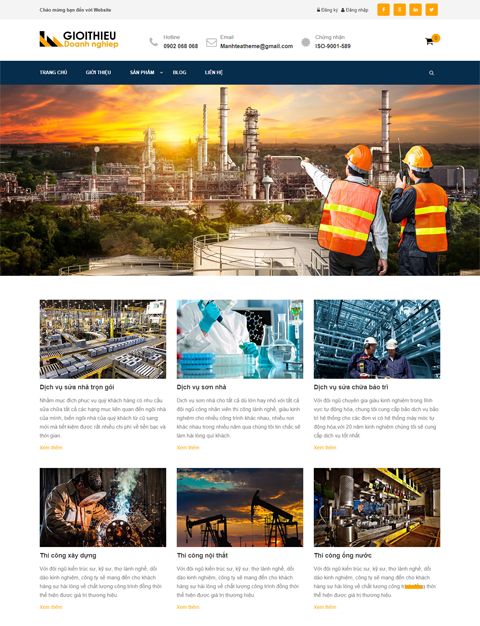 Chào mừng bạn đến với Website
Đăng ký
Đăng nhập
GIOITHIEU
Doanh nghiep
Hotline
0902 068 068
Email
Manhteatheme@gmail.com
Chứng nhận
ISO-9001-589
0
TRANG CHỦ
GIỚI THIỆU
SẢN PHẨM
BLOG
LIÊN HỆ
Dịch vụ sửa nhà trọn gói
Nhằm mục đích phục vụ quý khách hàng có nhu cầu
sửa chữa tất cả các hạng mục liên quan đến ngôi nhà
của mình, biến ngôi nhà của quý khách từ cũ sang
mới mà tiết kiệm được rất nhiều chi phí về tiền bạc và
thời gian.
Xem thêm
Dịch vụ sơn nhà
Dịch vụ sơn nhà cho tất cả dù lớn hay nhỏ với tất cả
đội ngũ công nhân viên thi công lành nghề, giàu kinh
nghiệm cho nhiều công trình khác nhau, nhiều nơi
khác nhau trong nhiều năm qua chúng tôi tin chắc sẽ
làm hài lòng quí khách.
Xem thêm
Dịch vụ sửa chữa bảo trì
Với đội ngũ chuyên gia giàu kinh nghiệm trong lĩnh
vực tự động hóa, chúng tôi cung cấp bảo dịch vụ bảo
trì hệ thống cho các đơn vị có hệ thống máy móc tự
động hóa,với 20 năm kinh nghiệm chúng tôi sẽ cung
cấp dịch vụ tốt nhất
Xem thêm
Thi công xây dựng
Với đội ngũ kiến trúc sư, kỹ sư, thợ lành nghề, dồi
dào kinh nghiệm, công ty sẽ mang đến cho khách
hàng sự hài lòng về chất lượng công trình đồng thời
thể hiện được giá trị thương hiệu.
Xem thêm
Thi công nội thất
Với đội ngũ kiến trúc sư, kỹ sư, thợ lành nghề, dồi
dào kinh nghiệm, công ty sẽ mang đến cho khách
hàng sự hài lòng về chất lượng công trình đồng thời
thể hiện được giá trị thương hiệu.
Xem thêm
Thi công ống nước
Với đội ngũ kiến trúc sư, kỹ sư, thợ lành nghề, dồi
dào kinh nghiệm, công ty sẽ mang đến cho khách
hàng sự hài lòng về chất lượng công trình thời
thể hiện được giá trị thương hiệu.
Xem thêm